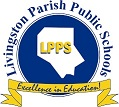 Livingston Parish Public Schools
LPPS
Excellence in Education!